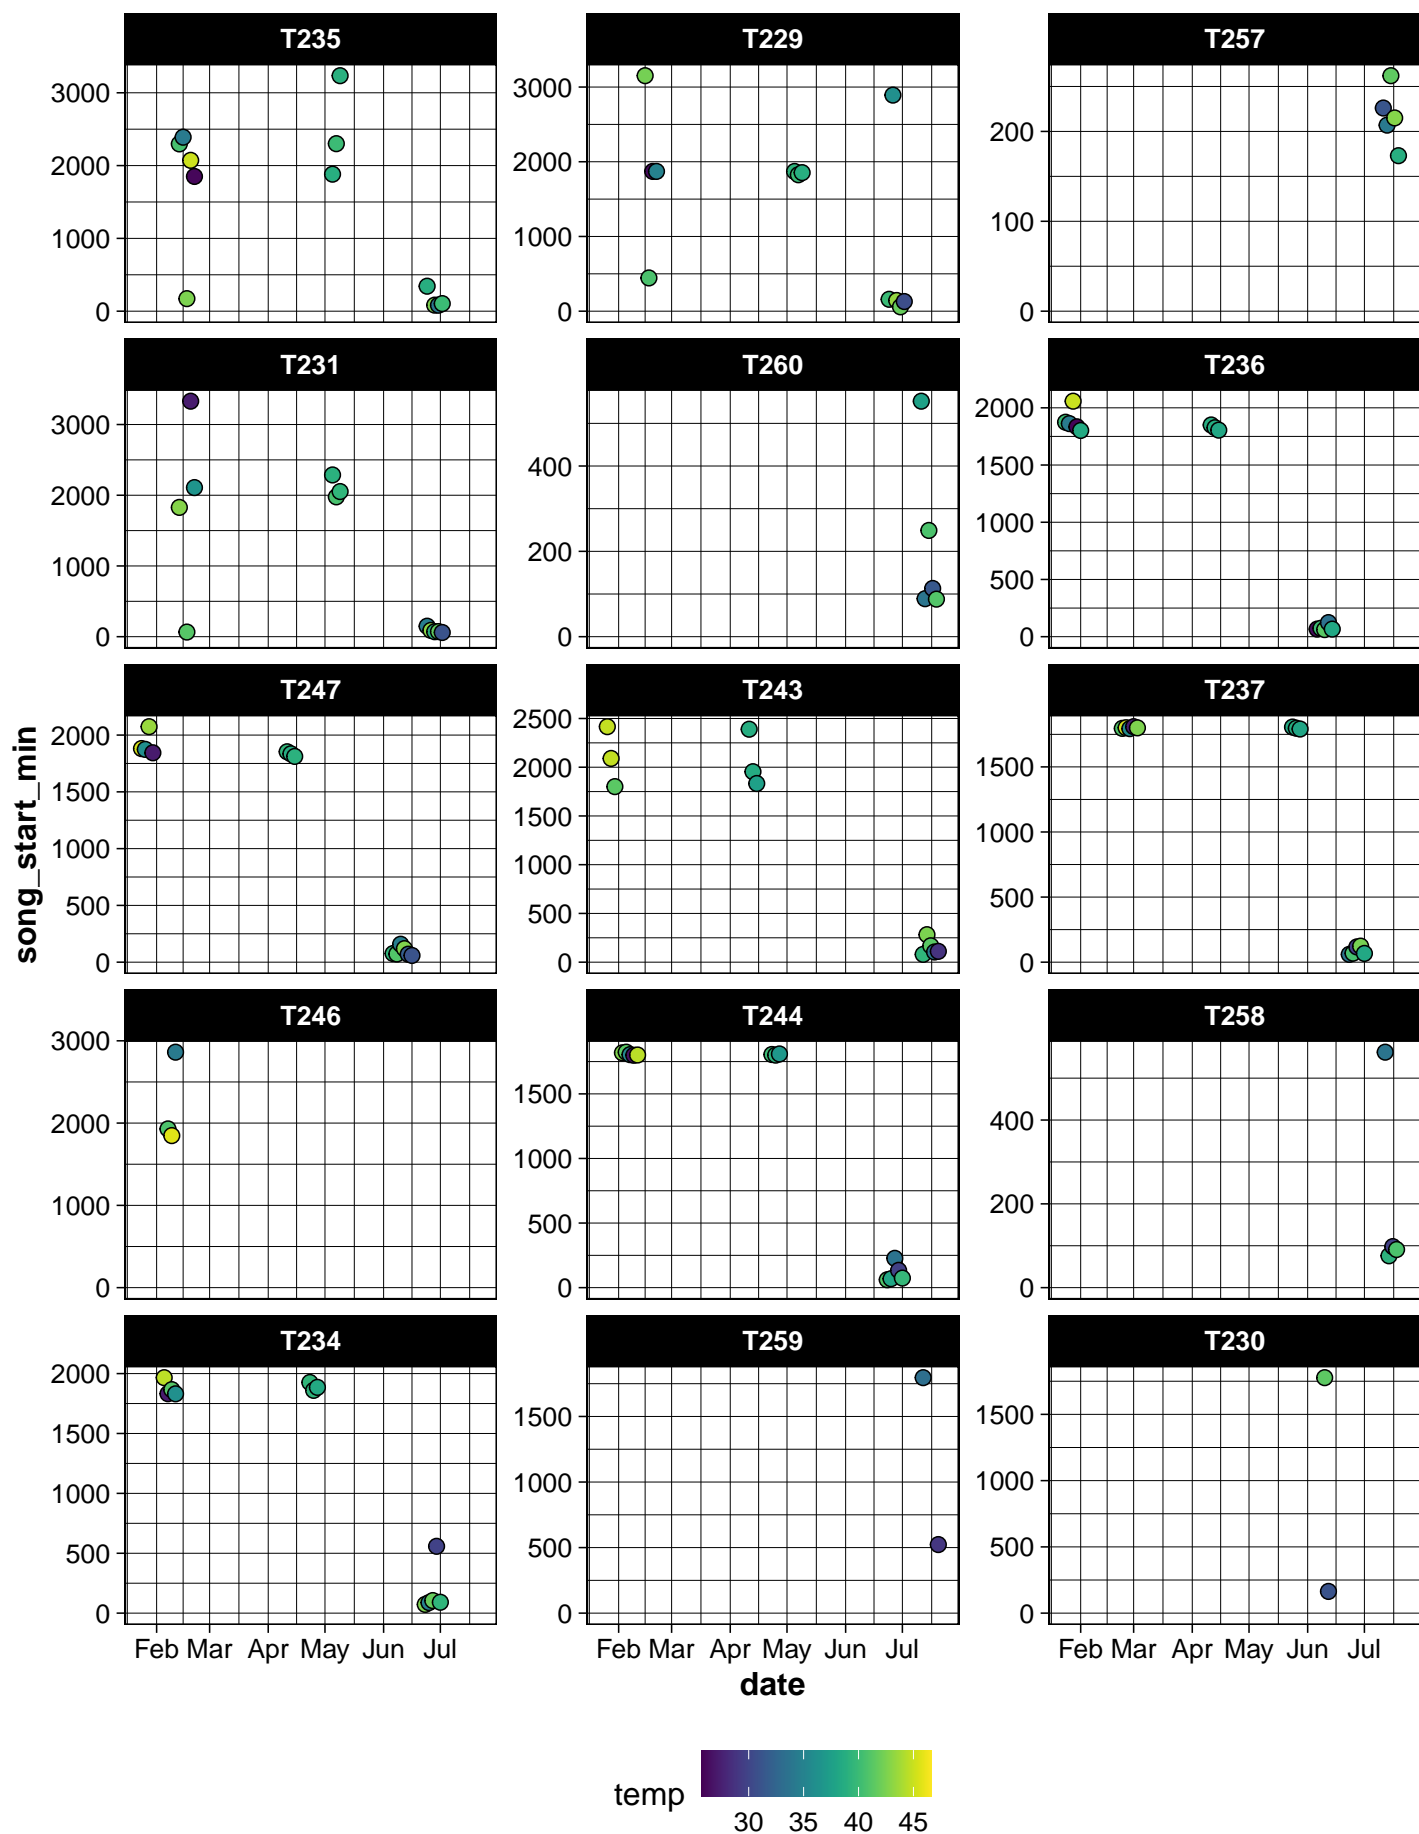 T235 T229 T257
3000 3000
2000 2000 200
1000 1000 100
0 0 0
T231 T260 T236
3000 400 2000
2000 200 1500
1000 1000
0 0 500
0
T247 T243 T237
2000 2500 1500
1500 2000 1000
1000 1500 500
500 1000 0
0 500
0
song_start_min
T246 T244 T258
3000 1500 400
2000 1000 200
1000 500 0
0 0
T234 T259 T230
2000 1500 1500
1500 1000 1000
1000 500 500
500 0 0
0
Feb Mar Apr May Jun Jul Feb Mar Apr May Jun Jul Feb Mar Apr May Jun Jul
date
temp
30 35 40 45